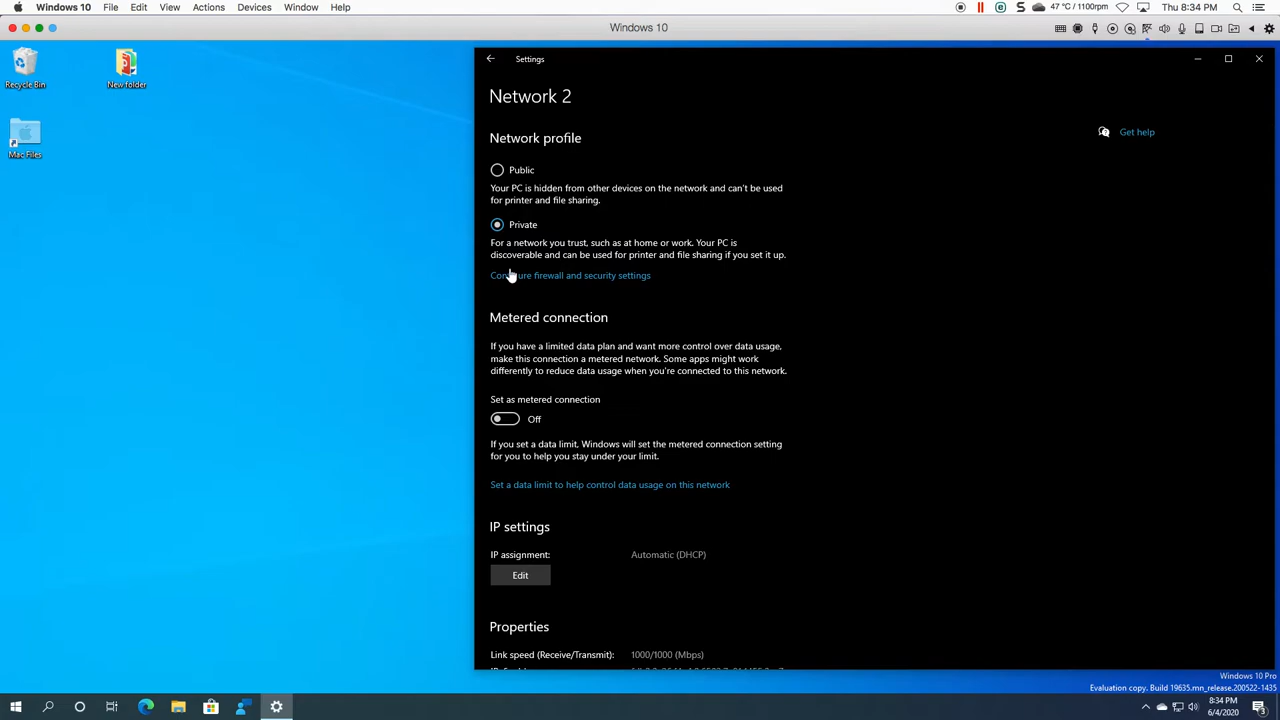 Windows 10 File Edit View Actions Devices Window Help
S 47 °C / 1100rpm Thu 8:34 PM
Windows 10
Recycle Bin
New folder
Mac Files
Settings
Network 2
Network profile
Get help
Public
Your PC is hidden from other devices on the network and can't be used
for printer and file sharing.
Private
For a network you trust, such as at home or work. Your PC is
discoverable and can be used for printer and file sharing if you set it up.
firewall and security settings
Metered connection
If you have a limited data plan and want more control over data usage,
make this connection a metered network. Some apps might work
differently to reduce data usage when you're connected to this network.
Set as metered connection
Off
If you set a data limit, Windows will set the metered connection setting
for you to help you stay under your limit.
Set a data limit to help control data usage on this network
IP settings
IP assignment: Automatic (DHCP)
Edit
Properties
Link speed (Receive/Transmit): 1000/1000 (Mbps)
Windows 10 Pro
Evaluation copy. Build 19635.mn_release.200522-1435
8:34 PM
6/4/2020